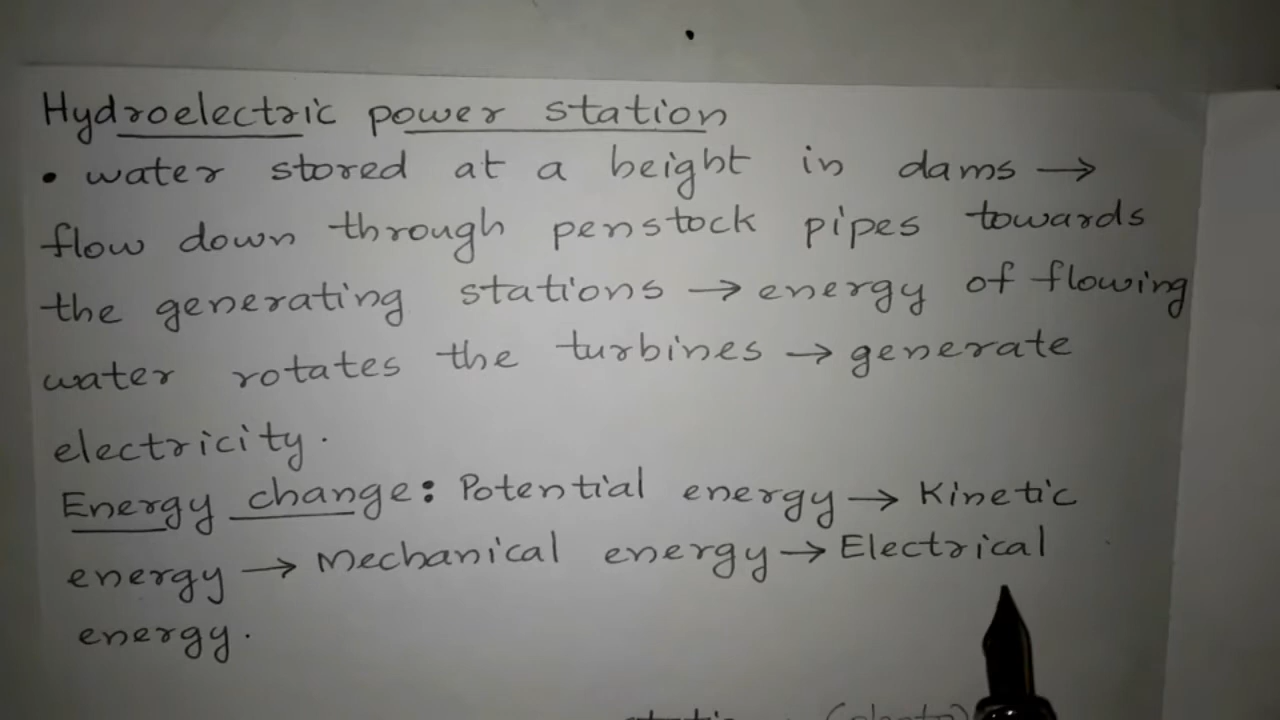 Hydroelectric power station
• water stored at a height in dams →
flow down through penstock pipes towards
the generating stations → energy of flowing
water rotates the turbines → generate
electricity.
Energy change: Potential energy → Kinetic
energy → Mechanical energy → Electrical
energy.